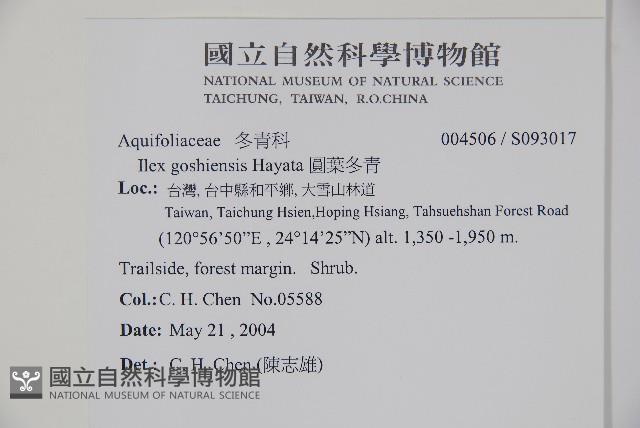 國立自然科學博物館
NATIONAL MUSEUM OF NATURAL SCIENCE
TAICHUNG, TAIWAN, R.O.CHINA
Aquifoliaceae 冬青科 004506 / S093017
Ilex goshiensis Hayata 圓葉冬青
Loc.: 台灣, 台中縣和平鄉, 大雪山林道
Taiwan, Taichung Hsien,Hoping Hsiang, Tahsuehshan Forest Road
(120°56’50”E , 24°14’25”N) alt. 1,350 -1,950 m.
Trailside, forest margin. Shrub.
Col.: C. H. Chen No.05588
Date: May 21 , 2004
Det.: C. H. Chen (陳志雄)
國立自然科學博物館
NATIONAL MUSEUM OF NATURAL SCIENCE